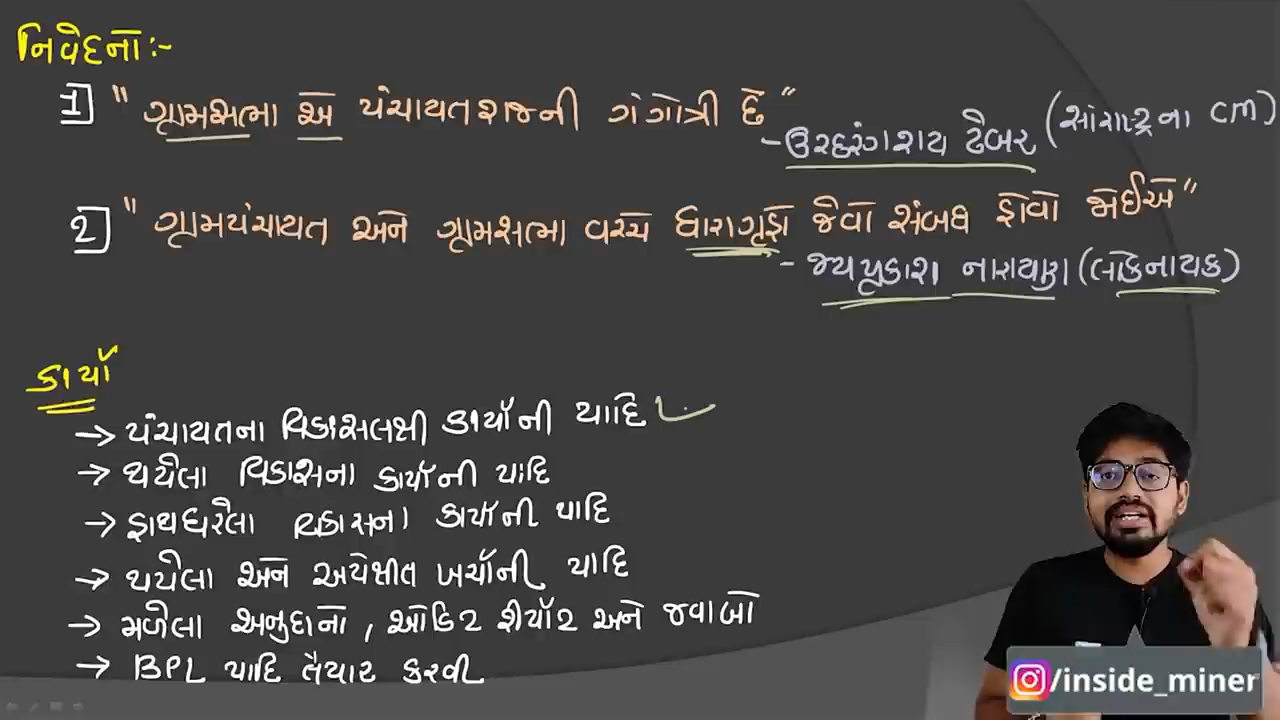 નિવેદનો :-
1] " ગ્રામસભા એ પંચાયતરાજની ગંગોત્રી છે "
- ઉછરંગરાય ઢેબર (સૌરાષ્ટ્રના CM)
2] " ગ્રામપંચાયત અને ગ્રામસભા વચ્ચે ધારાગૃહો જેવો સંબંધ હોવો જોઈએ "
- જયપ્રકાશ નારાયણ (લોકનાયક)
કાર્યો
→ પંચાયતના વિકાસલક્ષી કાર્યોની યાદિ
→ થયેલા વિકાસના કાર્યોની યાદિ
→ હાથધરેલા વિકાસના કાર્યોની યાદિ
→ થયેલા અને અપેક્ષીત ખર્ચાની યાદિ
→ મળેલા અનુદાનો , ઓડિટ રીપોર્ટ અને જવાબો
→ BPL યાદિ તૈયાર કરવી
/inside_miner